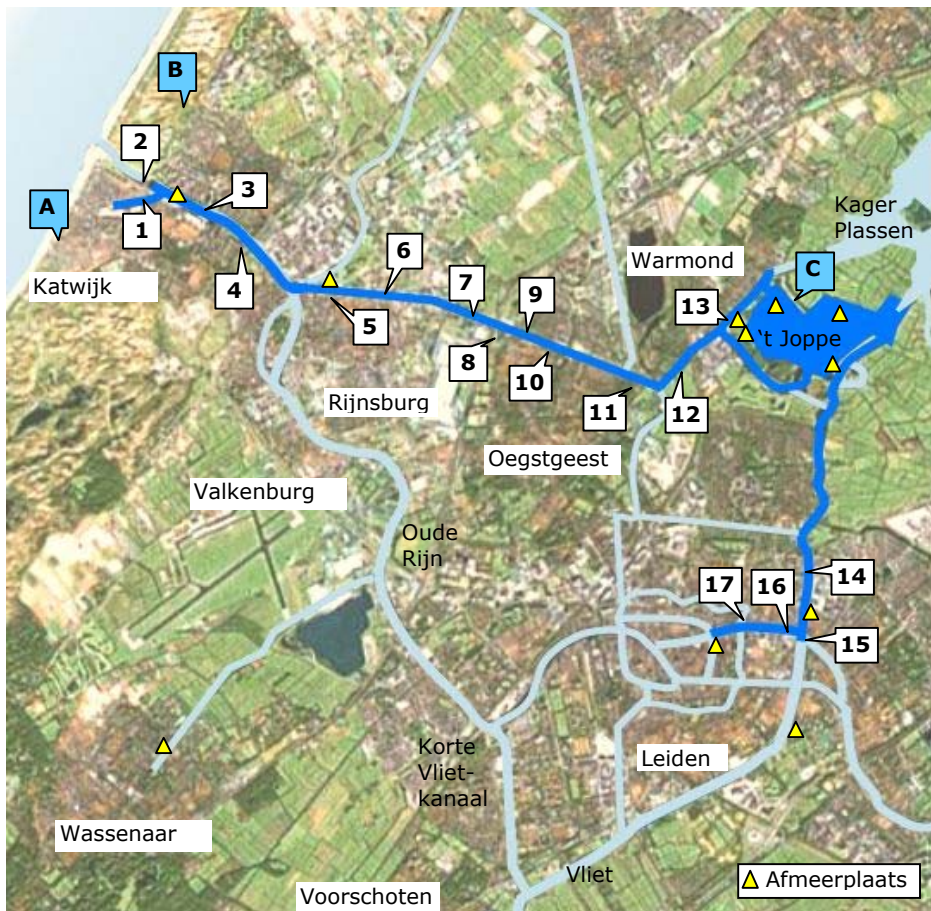 B
2
A
3
1
Kager
Plassen
6
Warmond
C
Katwijk
4
7
9
13
't Joppe
5
8
10
Rijnsburg
11
12
Oegstgeest
Valkenburg
Oude
Rijn
14
17
16
15
Korte
Vliet-
kanaal
Leiden
Wassenaar
Vliet
Afmeerplaats
Voorschoten